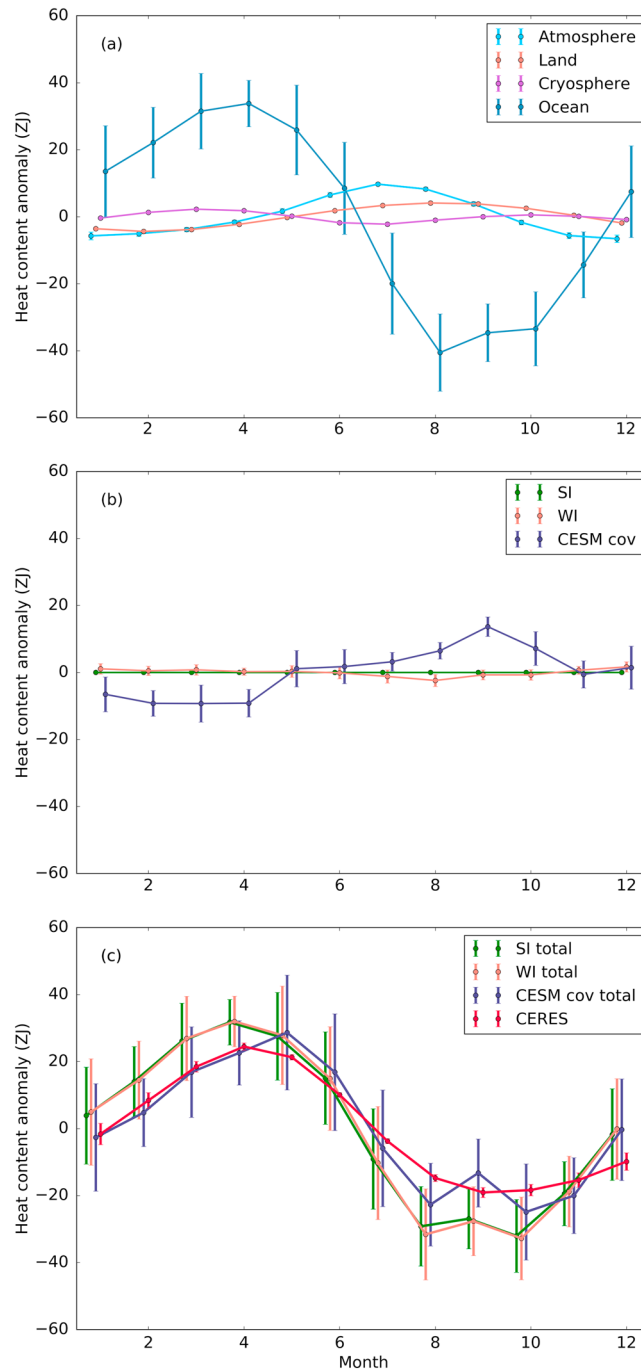 (a)
Atmosphere
Land
Cryosphere
Ocean
Heat content anomaly (ZJ)
60
40
20
0
−20
−40
−60
2 4 6 8 10 12
(b)
SI
WI
CESM cov
Heat content anomaly (ZJ)
60
40
20
0
−20
−40
−60
2 4 6 8 10 12
(c)
SI total
WI total
CESM cov total
CERES
Heat content anomaly (ZJ)
60
40
20
0
−20
−40
−60
2 4 6 8 10 12
Month